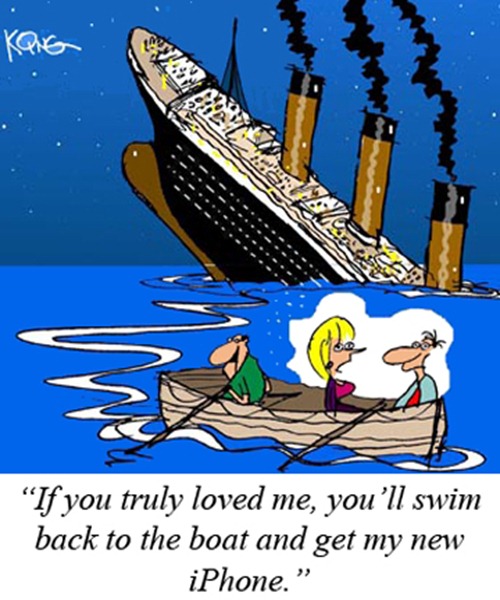 KONG
“If you truly loved me, you’ll swim
back to the boat and get my new
iPhone.”